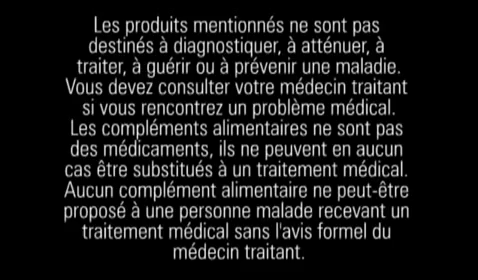 Les produits mentionnés ne sont pas
destinés à diagnostiquer, à atténuer, à
traiter, à guérir ou à prévenir une maladie.
Vous devez consulter votre médecin traitant
si vous rencontrez un problème médical.
Les compléments alimentaires ne sont pas
des médicaments, ils ne peuvent en aucun
cas être substitués à un traitement médical.
Aucun complément alimentaire ne peut-être
proposé à une personne malade recevant un
traitement médical sans l'avis formel du
médecin traitant.